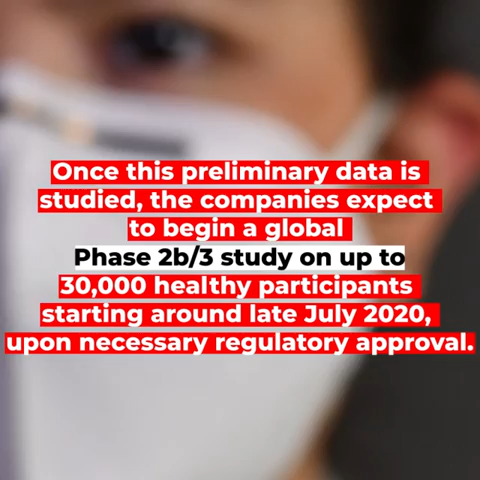 Once this preliminary data is
studied, the companies expect
to begin a global
Phase 2b/3 study on up to
30,000 healthy participants
starting around late July 2020,
upon necessary regulatory approval.